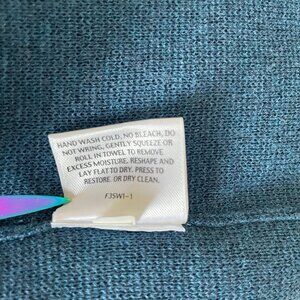 HAND WASH COLD, NO BLEACH, DO
NOT WRING, GENTLY SQUEEZE OR
ROLL IN TOWEL TO REMOVE
EXCESS MOISTURE. RESHAPE AND
LAY FLAT TO DRY. PRESS TO
RESTORE. OR DRY CLEAN.
F35W1-1